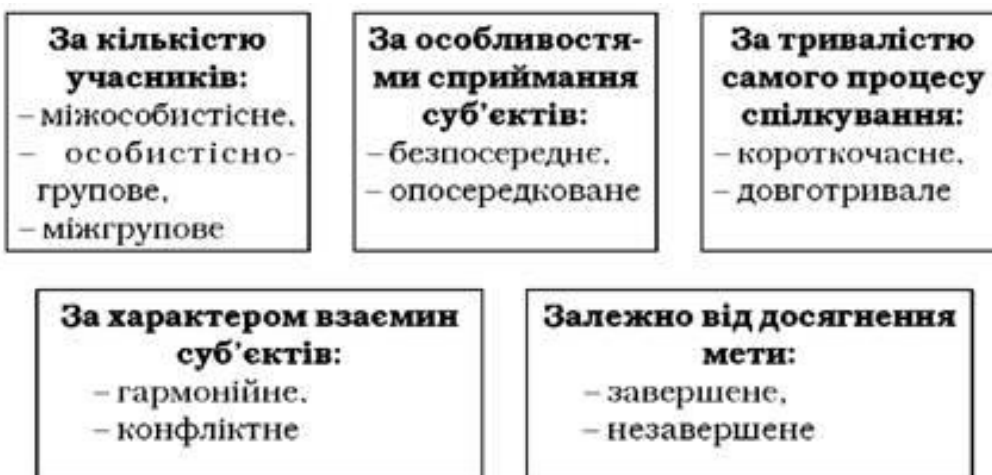 За кількістю
учасників:
– міжособистісне,
– особистісно-
групове,
– міжгрупове
За особливостя-
ми сприймання
суб’єктів:
– безпосереднє,
– опосередковане
За тривалістю
самого процесу
спілкування:
– короткочасне,
– довготривале
За характером взаємин
суб’єктів:
– гармонійне,
– конфліктне
Залежно від досягнення
мети:
– завершене,
– незавершене